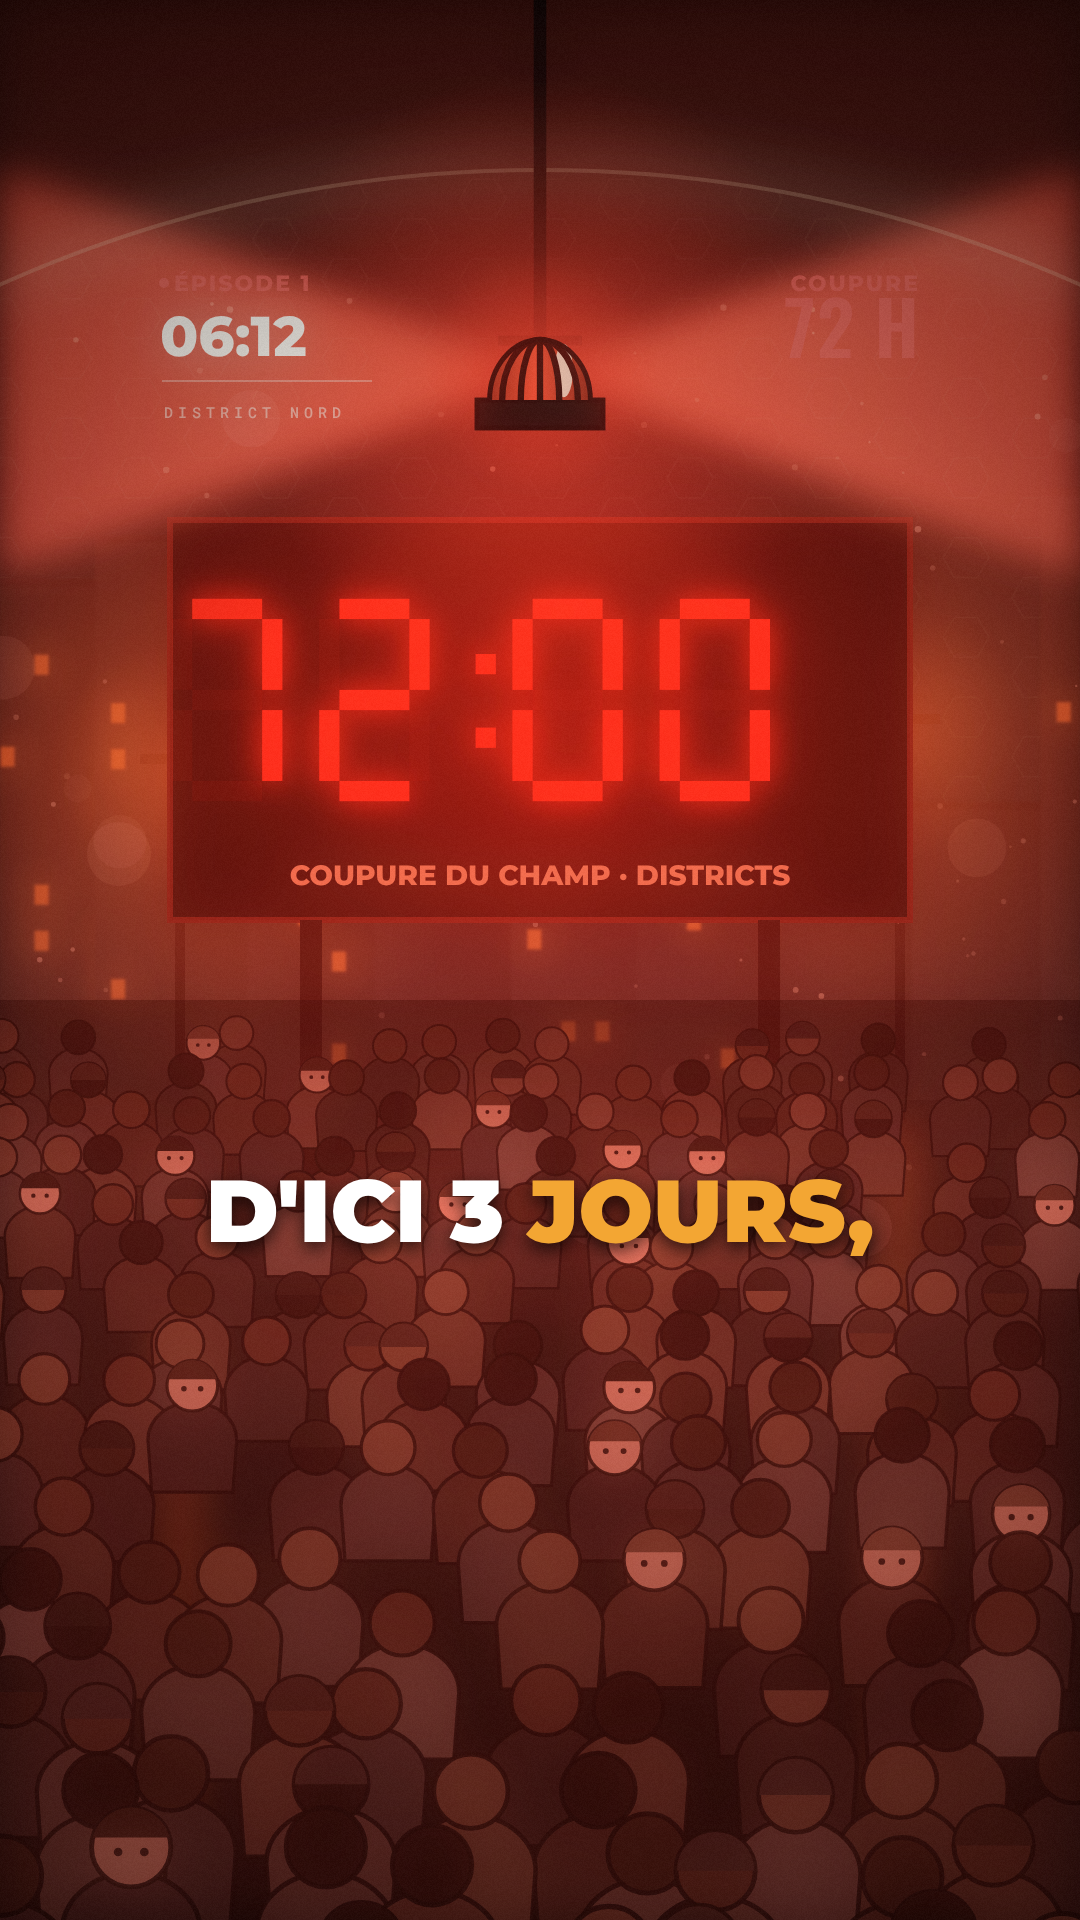 ÉPISODE 1
06:12
DISTRICT NORD
COUPURE
72 H
72:00
COUPURE DU CHAMP · DISTRICTS
D'ICI 3 JOURS,